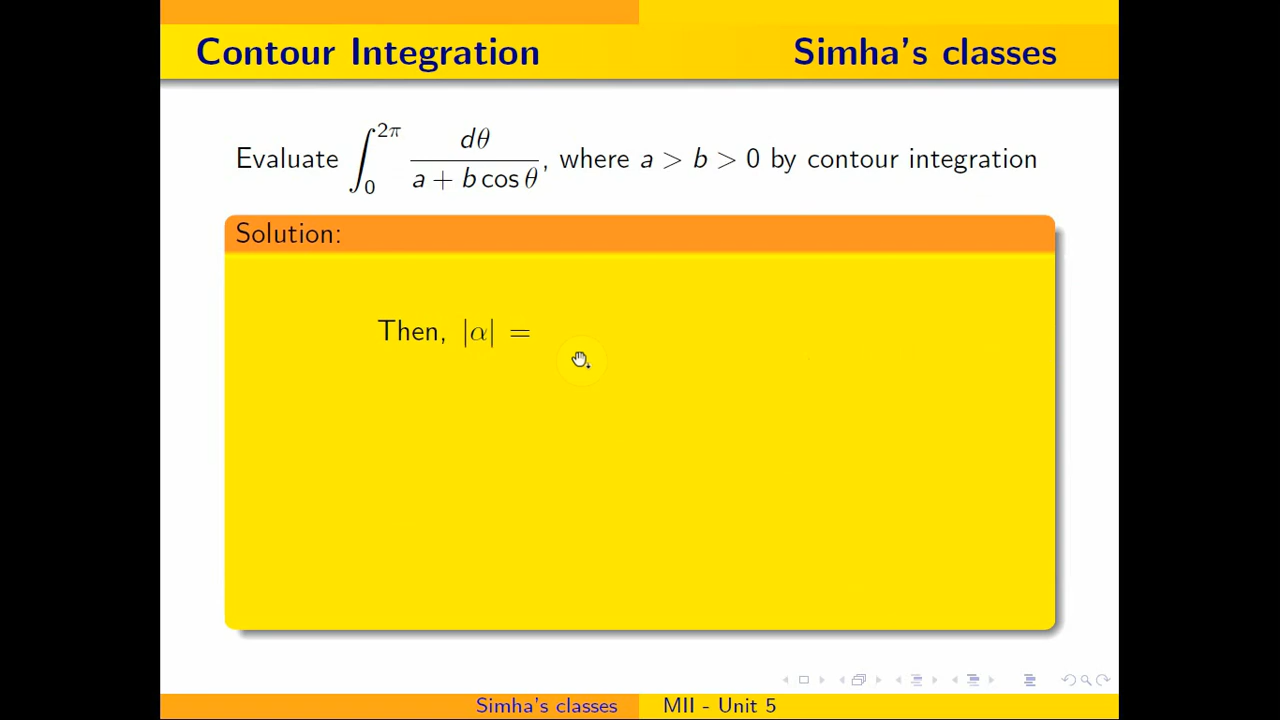 Contour Integration Simha's classes
Evaluate ∫₀^{2π} dθ / (a + b cos θ), where a > b > 0 by contour integration
Solution:
Then, |α| =
Simha's classes MII - Unit 5